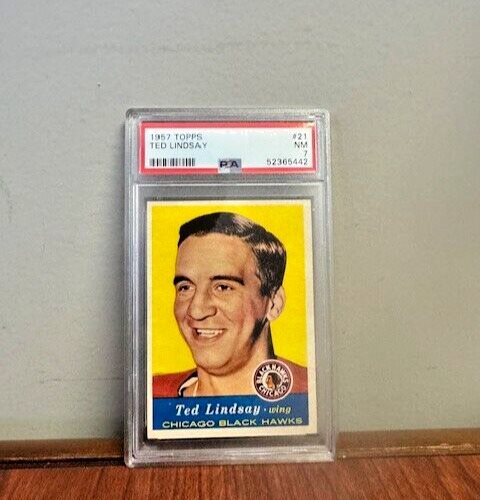 1957 TOPPS #21
TED LINDSAY NM
7
PSA 52365442
BLACK HAWKS
CHICAGO
Ted Lindsay · wing
CHICAGO BLACK HAWKS